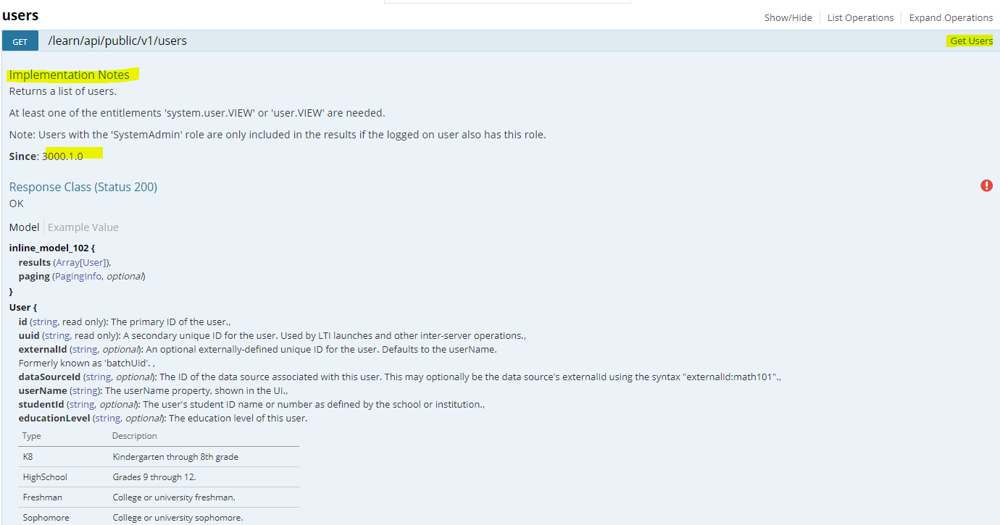 users
Show/Hide List Operations Expand Operations
GET /learn/api/public/v1/users Get Users
Implementation Notes
Returns a list of users.
At least one of the entitlements 'system.user.VIEW' or 'user.VIEW' are needed.
Note: Users with the 'SystemAdmin' role are only included in the results if the logged on user also has this role.
Since: 3000.1.0
Response Class (Status 200)
OK
Model Example Value
inline_model_102 {
results (Array[User]),
paging (PagingInfo, optional)
}
User {
id (string, read only): The primary ID of the user.,
uuid (string, read only): A secondary unique ID for the user. Used by LTI launches and other inter-server operations.,
externalId (string, optional): An optional externally-defined unique ID for the user. Defaults to the userName.
Formerly known as 'batchUid'. ,
dataSourceId (string, optional): The ID of the data source associated with this user. This may optionally be the data source's externalId using the syntax "externalId:math101".,
userName (string): The userName property, shown in the UI.,
studentId (string, optional): The user's student ID name or number as defined by the school or institution.,
educationLevel (string, optional): The education level of this user.
Type Description
K8 Kindergarten through 8th grade
HighSchool Grades 9 through 12.
Freshman College or university freshman.
Sophomore College or university sophomore.